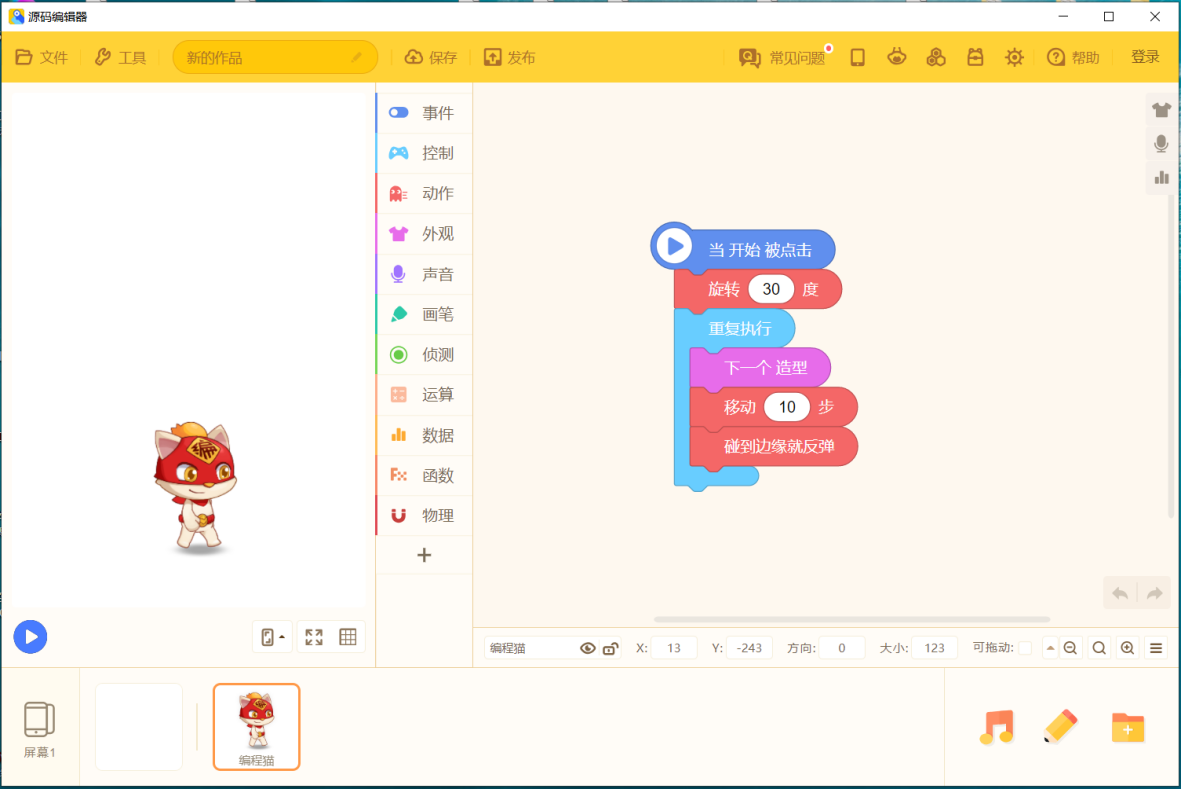 源码编辑器
文件 工具 新的作品 保存 发布 常见问题 帮助 登录
事件
控制
动作
外观
声音
画笔
侦测
运算
数据
函数
物理
当 开始 被点击
旋转 30 度
重复执行
下一个 造型
移动 10 步
碰到边缘就反弹
编程猫 X: 13 Y: -243 方向: 0 大小: 123 可拖动:
屏幕1
编
编程猫